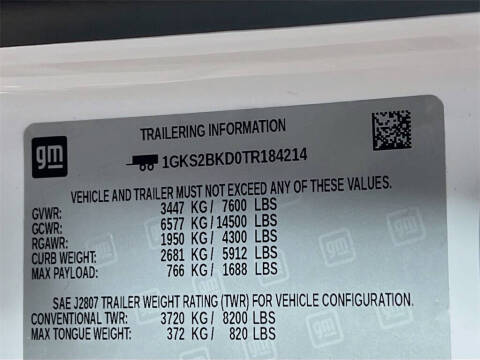 TRAILERING INFORMATION
gm
1GKS2BKD0TR184214
VEHICLE AND TRAILER MUST NOT EXCEED ANY OF THESE VALUES.
GVWR: 3447 KG/ 7600 LBS
GCWR: 6577 KG/ 14500 LBS
RGAWR: 1950 KG/ 4300 LBS
CURB WEIGHT: 2681 KG/ 5912 LBS
MAX PAYLOAD: 766 KG/ 1688 LBS
SAE J2807 TRAILER WEIGHT RATING (TWR) FOR VEHICLE CONFIGURATION.
CONVENTIONAL TWR: 3720 KG/ 8200 LBS
MAX TONGUE WEIGHT: 372 KG/ 820 LBS